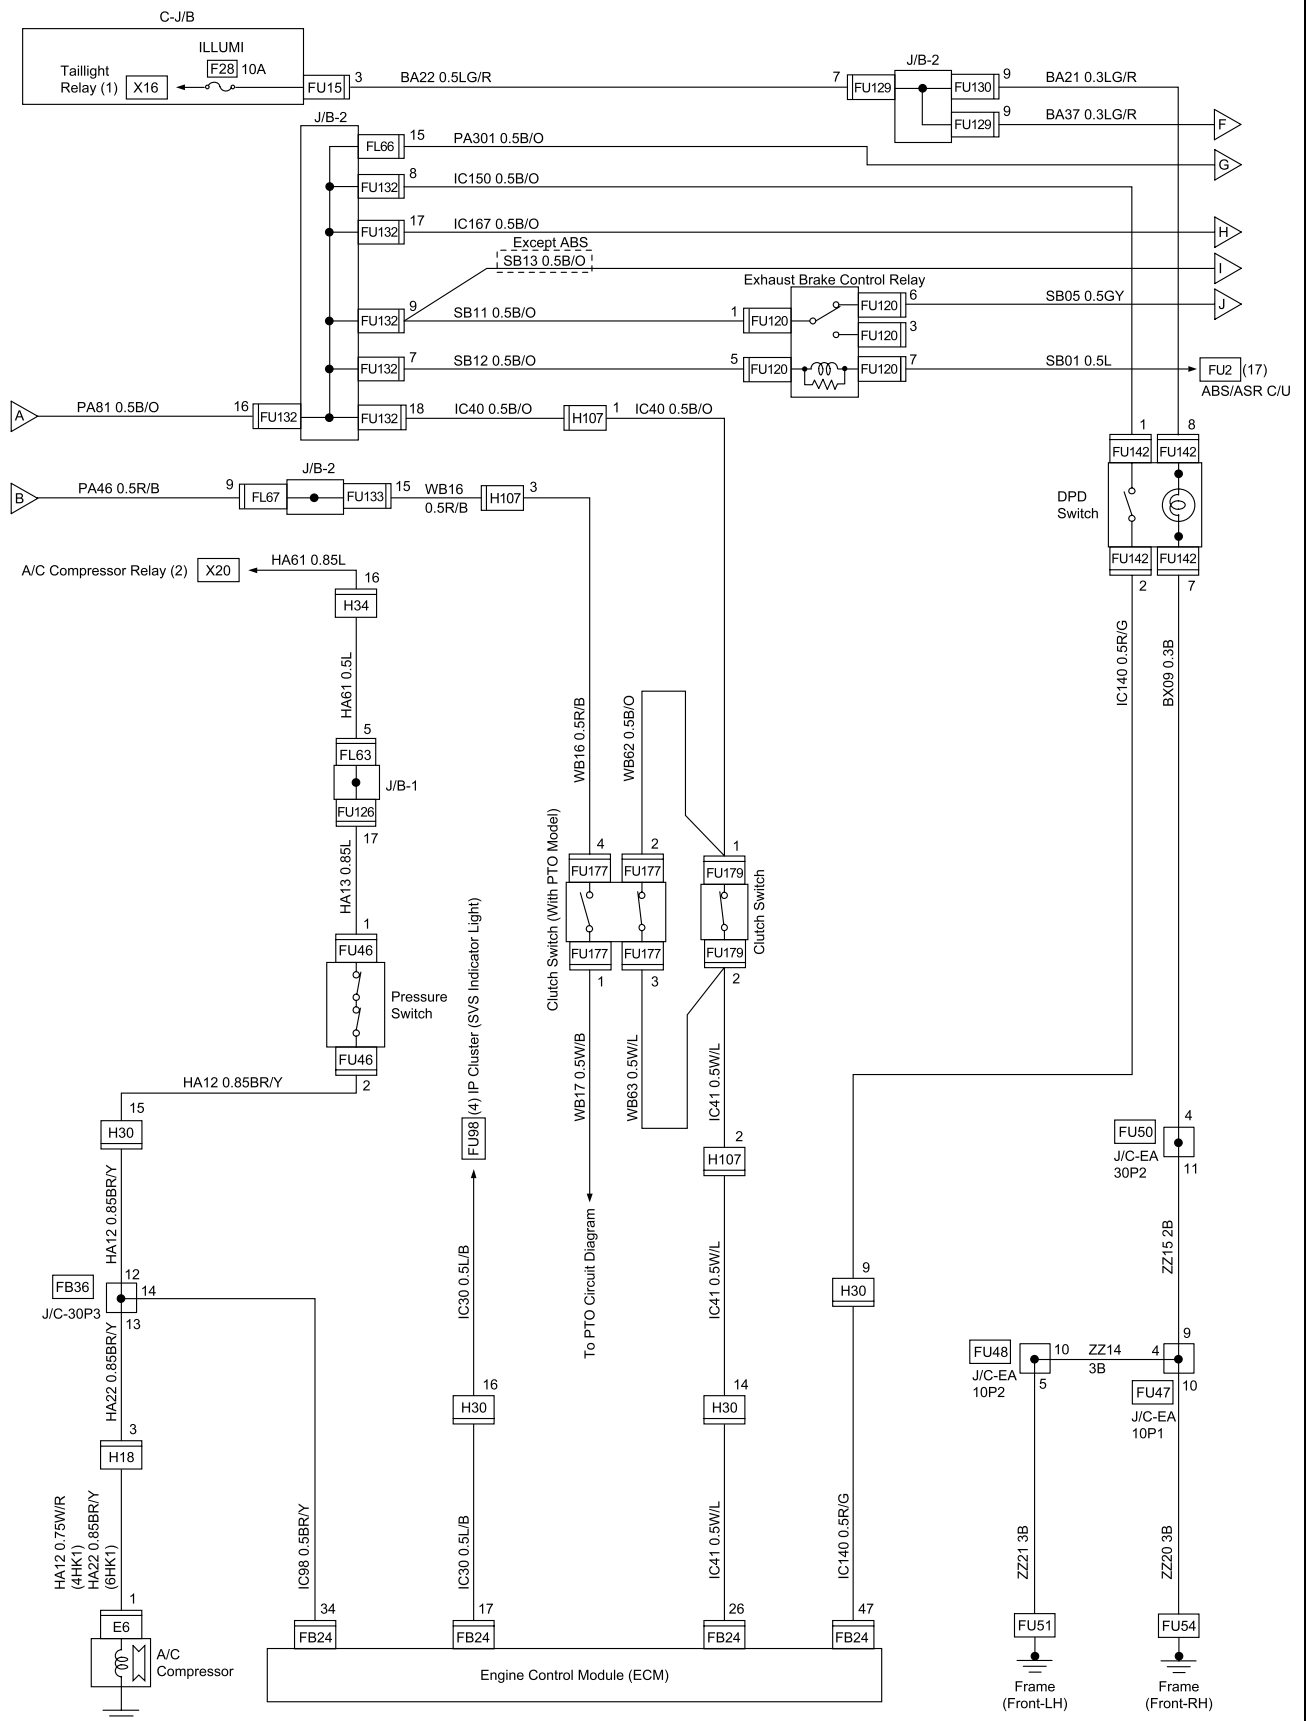 C-J/B
ILLUMI
F28 10A
Taillight
Relay (1)
X16
FU15
3
BA22 0.5LG/R
7
FU129
J/B-2
FU130
9
BA21 0.3LG/R
FU129
9
BA37 0.3LG/R
F
J/B-2
FL66
15
PA301 0.5B/O
G
FU132
8
IC150 0.5B/O
FU132
17
IC167 0.5B/O
H
Except ABS
SB13 0.5B/O
I
Exhaust Brake Control Relay
FU132
9
SB11 0.5B/O
1
FU120
FU120
6
SB05 0.5GY
J
FU120
3
FU132
7
SB12 0.5B/O
5
FU120
FU120
7
SB01 0.5L
FU2 (17)
ABS/ASR C/U
A
PA81 0.5B/O
16
FU132
FU132
18
IC40 0.5B/O
H107
1
IC40 0.5B/O
B
PA46 0.5R/B
9
FL67
J/B-2
FU133
15
WB16
0.5R/B
H107
3
1
FU142
8
FU142
DPD
Switch
FU142
2
FU142
7
A/C Compressor Relay (2)
X20
HA61 0.85L
16
H34
HA61 0.5L
5
FL63
J/B-1
FU126
17
HA13 0.85L
1
FU46
Pressure
Switch
FU46
2
HA12 0.85BR/Y
15
H30
HA12 0.85BR/Y
FB36
J/C-30P3
12
14
13
HA22 0.85BR/Y
3
H18
HA12 0.75W/R
(4HK1)
HA22 0.85BR/Y
(6HK1)
1
E6
A/C
Compressor
IC98 0.5BR/Y
34
FB24
FU98 (4) IP Cluster (SVS Indicator Light)
IC30 0.5L/B
16
H30
IC30 0.5L/B
17
FB24
WB16 0.5R/B
WB62 0.5B/O
Clutch Switch (With PTO Model)
4
FU177
2
FU177
1
FU179
Clutch Switch
FU177
1
FU177
3
FU179
2
WB17 0.5W/B
WB63 0.5W/L
IC41 0.5W/L
To PTO Circuit Diagram
2
H107
IC41 0.5W/L
14
H30
IC41 0.5W/L
26
FB24
IC140 0.5R/G
BX09 0.3B
9
H30
IC140 0.5R/G
47
FB24
Engine Control Module (ECM)
FU50
J/C-EA
30P2
4
11
ZZ15 2B
FU48
J/C-EA
10P2
10
5
ZZ14
3B
4
9
10
FU47
J/C-EA
10P1
ZZ21 3B
ZZ20 3B
FU51
FU54
Frame
(Front-LH)
Frame
(Front-RH)